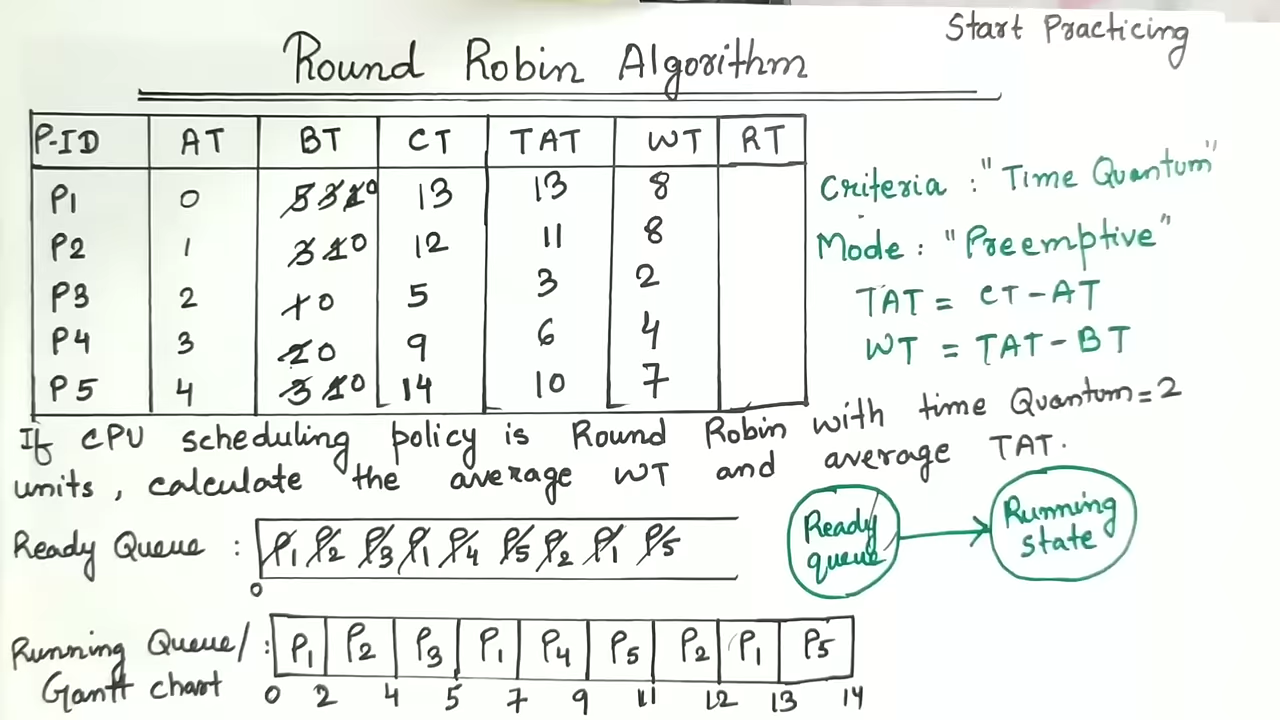 Start Practicing
Round Robin Algorithm
P-ID AT BT CT TAT WT RT
P1 0 5 3 1 0 13 13 8
P2 1 3 1 0 12 11 8
P3 2 1 0 5 3 2
P4 3 2 0 9 6 4
P5 4 3 1 0 14 10 7
Criteria : "Time Quantum"
Mode : "Preemptive"
TAT = CT - AT
WT = TAT - BT
If CPU scheduling policy is Round Robin with time Quantum = 2
units, calculate the average WT and average TAT.
Ready Queue : P1 P2 P3 P1 P4 P5 P2 P1 P5
0
Ready queue
Running state
Running Queue/ : P1 P2 P3 P1 P4 P5 P2 P1 P5
Gantt chart 0 2 4 5 7 9 11 12 13 14